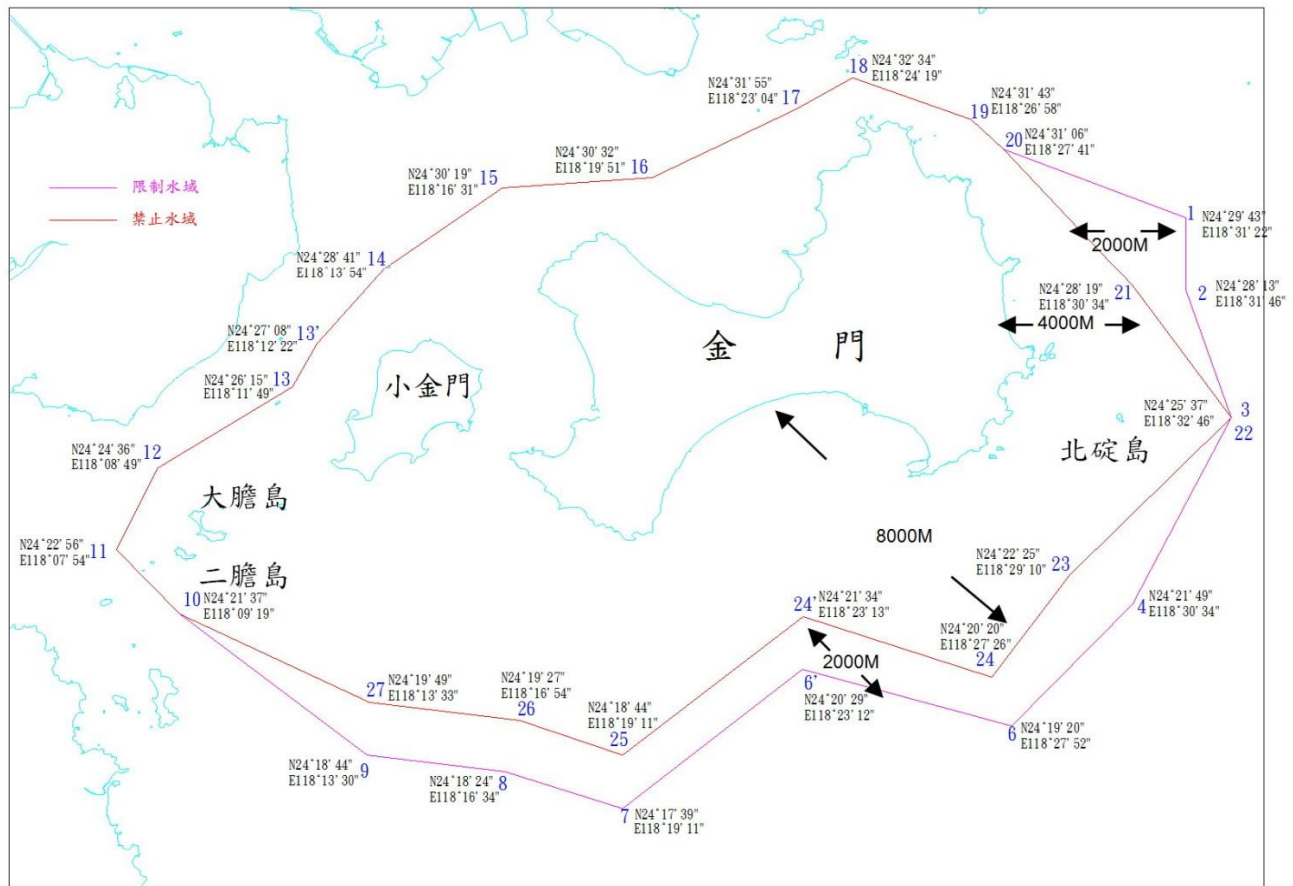 18
N24°32' 34"
E118°24' 19"
N24°31' 55"
E118°23' 04"
17
19
N24°31' 43"
E118°26' 58"
20
N24°31' 06"
E118°27' 41"
N24°30' 32"
E118°19' 51"
16
N24°30' 19"
E118°16' 31"
15
限制水域
禁止水域
1
N24°29' 43"
E118°31' 22"
2000M
N24°28' 41"
E118°13' 54"
14
N24°28' 19"
E118°30' 34"
21
2
N24°28' 13"
E118°31' 46"
4000M
N24°27' 08"
E118°12' 22"
13'
金門
N24°26' 15"
E118°11' 49"
13
小金門
N24°25' 37"
E118°32' 46"
3
22
北碇島
N24°24' 36"
E118°08' 49"
12
大膽島
N24°22' 56"
E118°07' 54"
11
8000M
二膽島
N24°22' 25"
E118°29' 10"
23
10
N24°21' 37"
E118°09' 19"
24'
N24°21' 34"
E118°23' 13"
4
N24°21' 49"
E118°30' 34"
N24°20' 20"
E118°27' 26"
24
2000M
6'
N24°20' 29"
E118°23' 12"
27
N24°19' 49"
E118°13' 33"
N24°19' 27"
E118°16' 54"
26
N24°18' 44"
E118°19' 11"
25
6
N24°19' 20"
E118°27' 52"
N24°18' 44"
E118°13' 30"
9
N24°18' 24"
E118°16' 34"
8
7
N24°17' 39"
E118°19' 11"